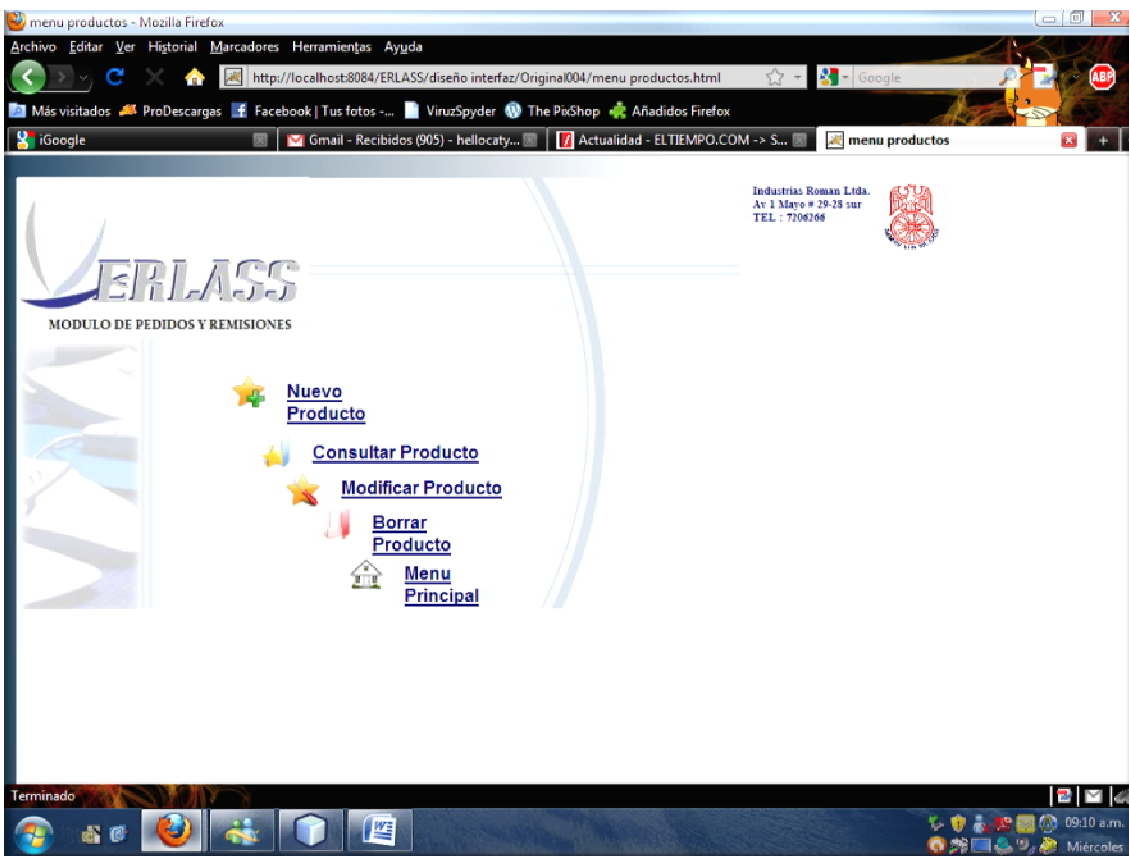 menu productos - Mozilla Firefox
Archivo Editar Ver Historial Marcadores Herramientas Ayuda
http://localhost:8084/ERLASS/diseño interfaz/Original004/menu productos.html
Google
ABP
Más visitados ProDescargas Facebook | Tus fotos -... ViruzSpyder The PixShop Añadidos Firefox
iGoogle
Gmail - Recibidos (905) - hellocaty...
Actualidad - ELTIEMPO.COM -> S...
menu productos
Industrias Roman Ltda.
Av 1 Mayo # 29-28 sur
TEL : 7206266
ERLASS
MODULO DE PEDIDOS Y REMISIONES
Nuevo
Producto
Consultar Producto
Modificar Producto
Borrar
Producto
Menu
Principal
Terminado
09:10 a.m.
Miércoles